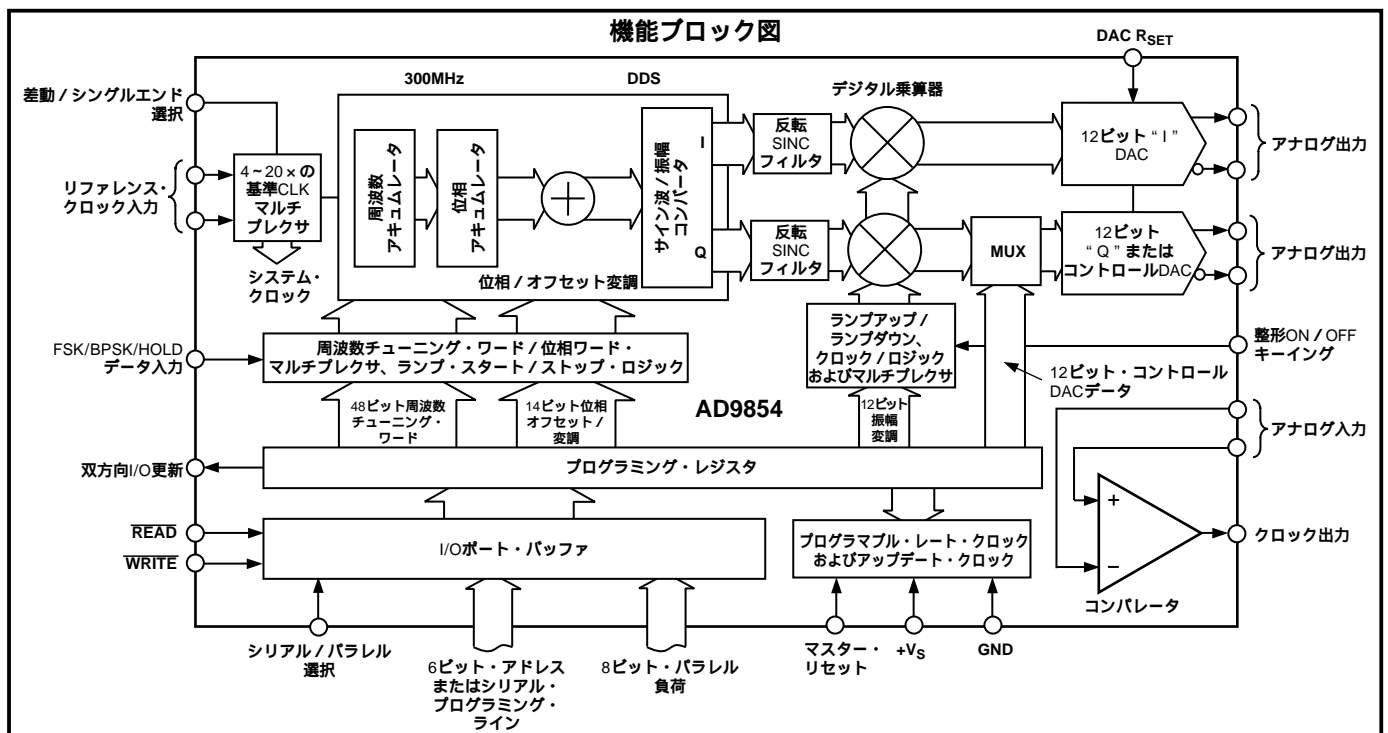 機能ブロック図
DAC RSET
300MHz
DDS
デジタル乗算器
差動 / シングルエンド
選択
リファレンス・
クロック入力
4~20×の
基準CLK
マルチ
プレクサ
システム・
クロック
周波数
アキュムレータ
位相
アキュムレータ
サイン波 / 振幅
コンバータ
I
Q
位相 / オフセット変調
反転
SINC
フィルタ
反転
SINC
フィルタ
MUX
12ビット “ I ”
DAC
12ビット
“ Q ” または
コントロールDAC
アナログ出力
アナログ出力
FSK/BPSK/HOLD
データ入力
周波数チューニング・ワード / 位相ワード・
マルチプレクサ、ランプ・スタート / ストップ・ロジック
ランプアップ /
ランプダウン、
クロック / ロジック
およびマルチプレクサ
整形ON / OFF
キーイング
12ビット・コントロール
DACデータ
48ビット周波数
チューニング・
ワード
14ビット位相
オフセット /
変調
AD9854
12ビット
振幅
変調
アナログ入力
双方向I/O更新
プログラミング・レジスタ
READ
WRITE
I/Oポート・バッファ
プログラマブル・レート・クロック
およびアップデート・クロック
+
−
クロック出力
コンパレータ
シリアル / パラレル
選択
6ビット・アドレス
またはシリアル・
プログラミング・
ライン
8ビット・パラレル
負荷
マスター・
リセット
+VS
GND